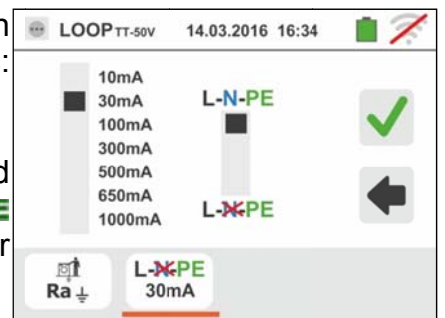 n
:
d
E
r
LOOP TT-50V 14.03.2016 16:34
10mA
30mA
100mA
300mA
500mA
650mA
1000mA
L-N-PE
L-N-PE
Ra
L-N-PE
30mA